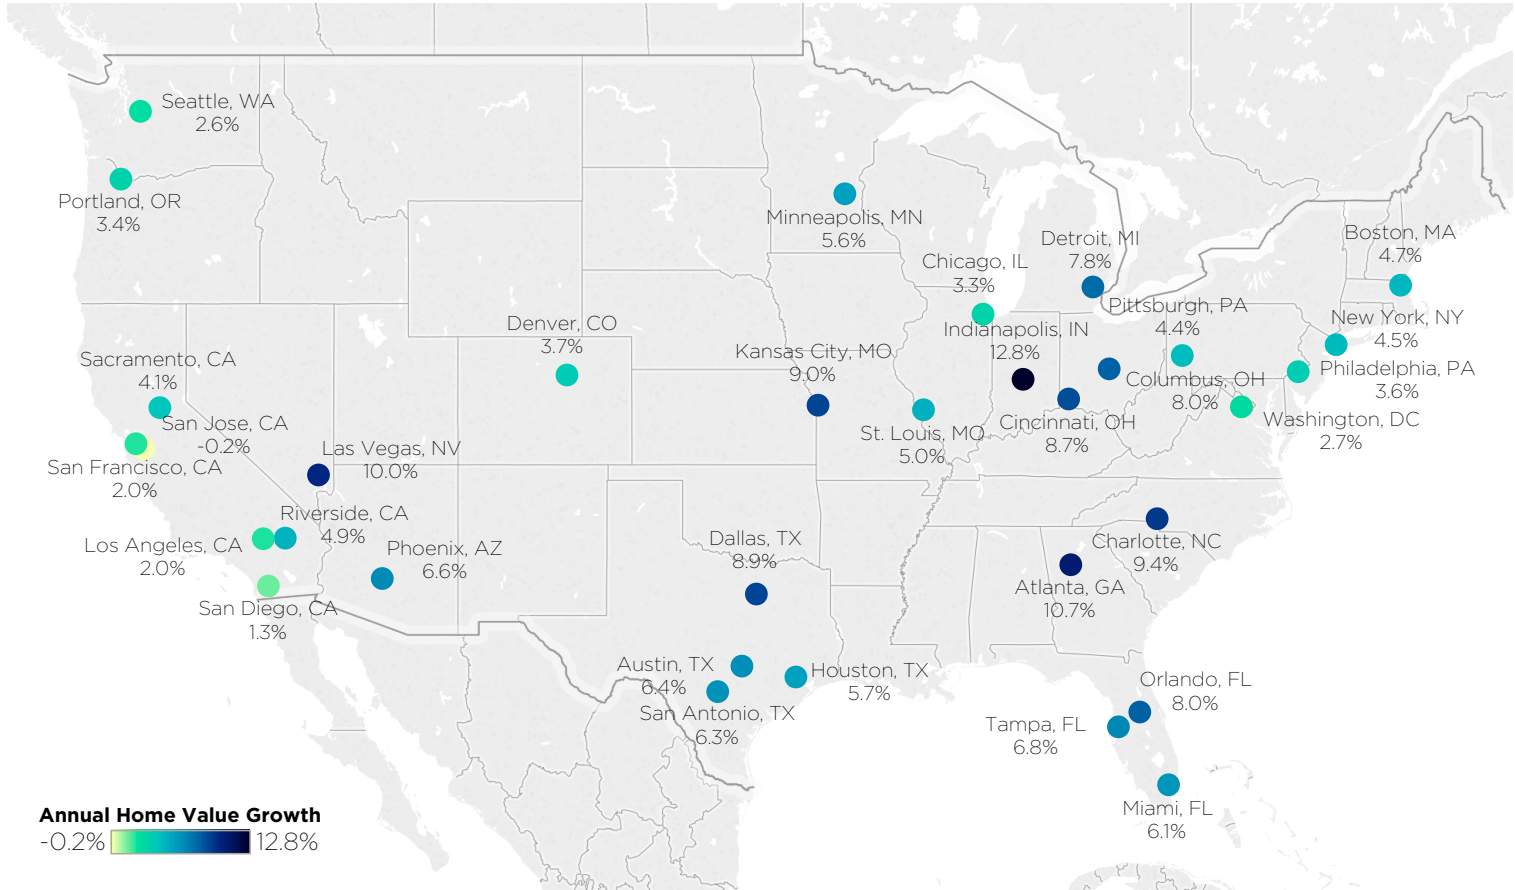 Seattle, WA
2.6%
Portland, OR
3.4%
Minneapolis, MN
5.6%
Detroit, MI
7.8%
Boston, MA
4.7%
Chicago, IL
3.3%
Pittsburgh, PA
4.4%
New York, NY
4.5%
Indianapolis, IN
12.8%
Denver, CO
3.7%
Kansas City, MO
9.0%
Sacramento, CA
4.1%
Philadelphia, PA
3.6%
Columbus, OH
8.0%
Washington, DC
2.7%
San Jose, CA
-0.2%
St. Louis, MO
5.0%
Cincinnati, OH
8.7%
San Francisco, CA
2.0%
Las Vegas, NV
10.0%
Riverside, CA
4.9%
Los Angeles, CA
2.0%
Phoenix, AZ
6.6%
Dallas, TX
8.9%
Charlotte, NC
9.4%
Atlanta, GA
10.7%
San Diego, CA
1.3%
Austin, TX
6.4%
Houston, TX
5.7%
San Antonio, TX
6.3%
Orlando, FL
8.0%
Tampa, FL
6.8%
Miami, FL
6.1%
Annual Home Value Growth
-0.2% 12.8%